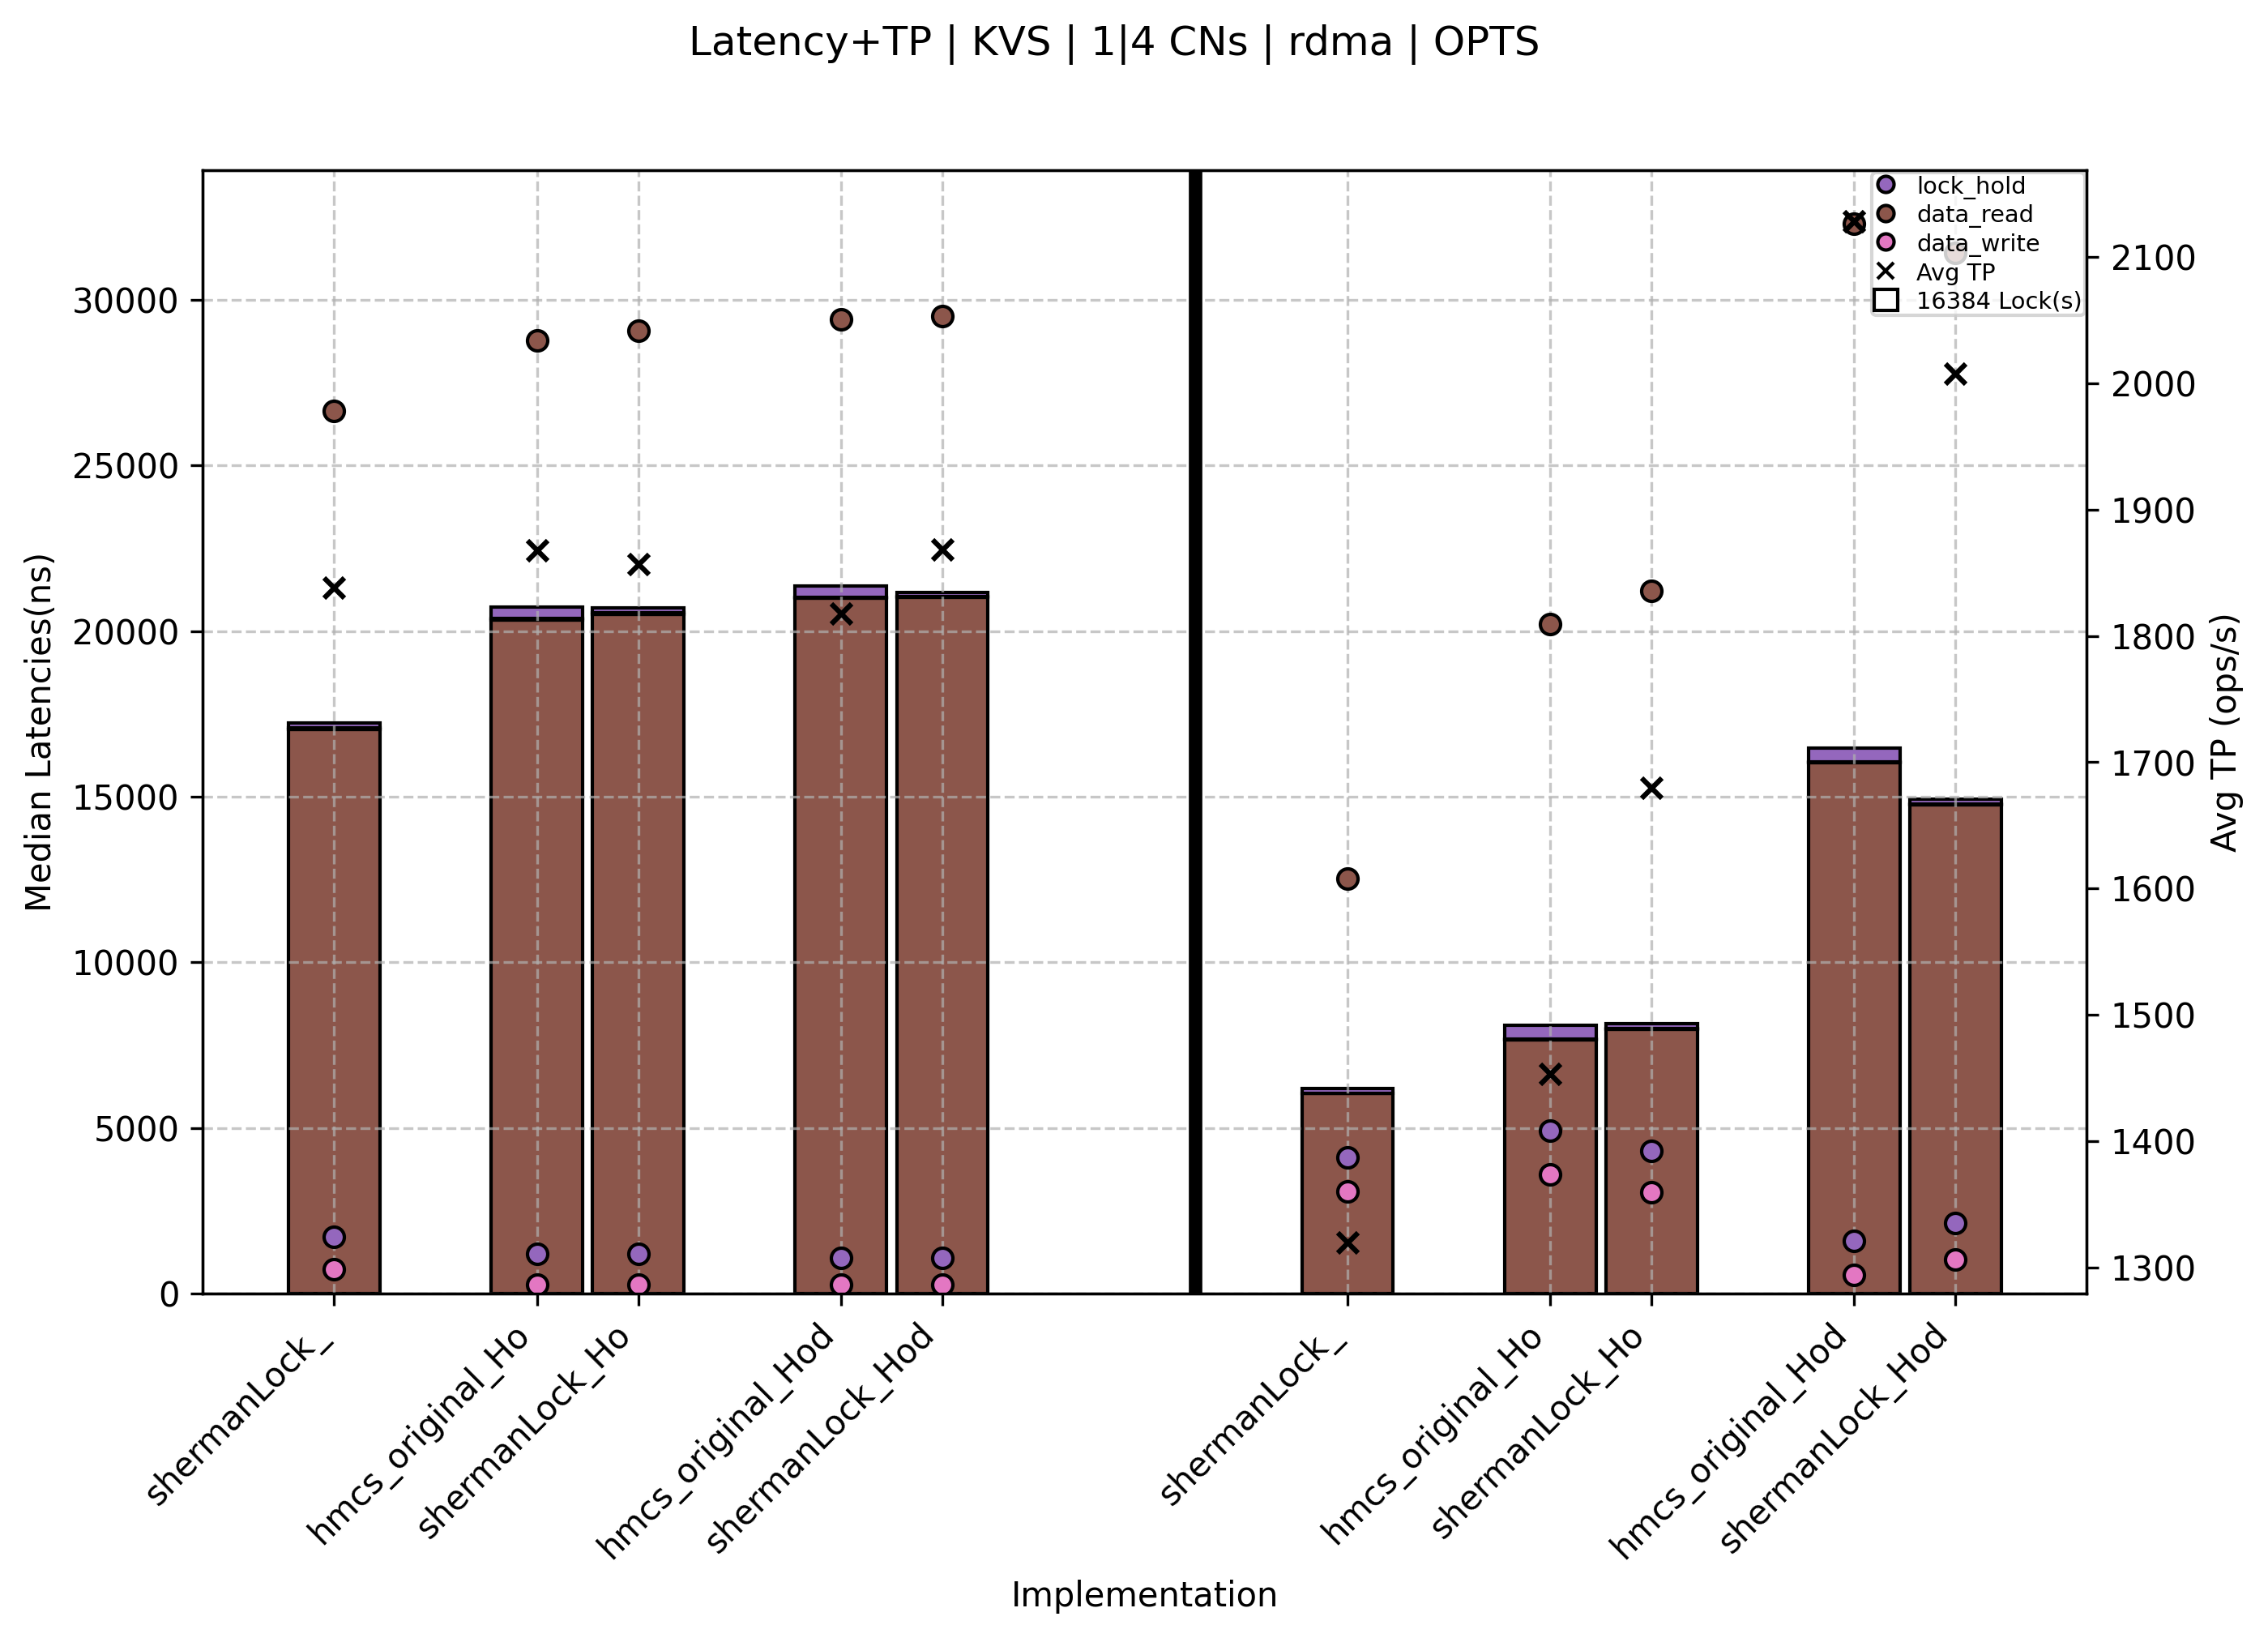 Latency+TP | KVS | 1|4 CNs | rdma | OPTS
lock_hold
data_read
data_write
Avg TP
16384 Lock(s)
Median Latencies(ns)
30000
25000
20000
15000
10000
5000
0
2100
2000
1900
1800
1700
1600
1500
1400
1300
Avg TP (ops/s)
shermanLock_
hmcs_original_Ho
shermanLock_Ho
hmcs_original_Hod
shermanLock_Hod
shermanLock_
hmcs_original_Ho
shermanLock_Ho
hmcs_original_Hod
shermanLock_Hod
Implementation